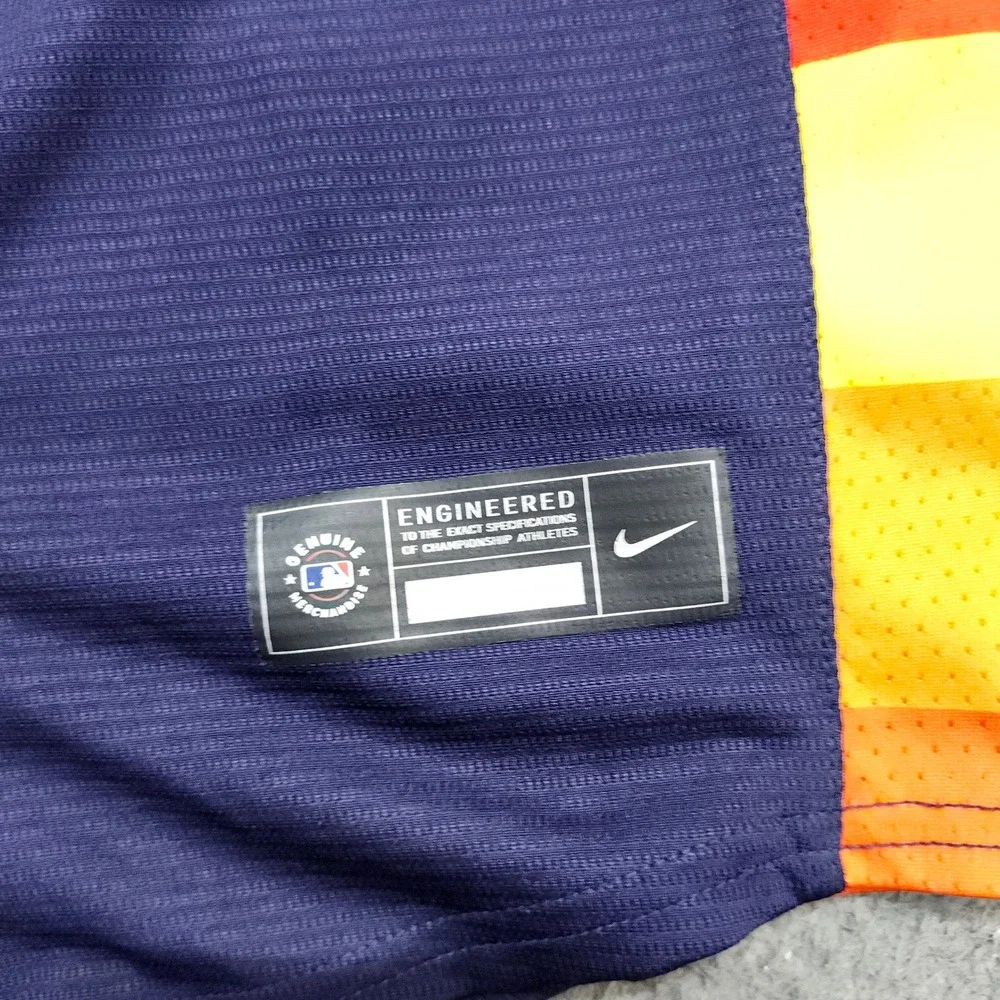 GENUINE
MERCHANDISE
ENGINEERED
TO THE EXACT SPECIFICATIONS
OF CHAMPIONSHIP ATHLETES